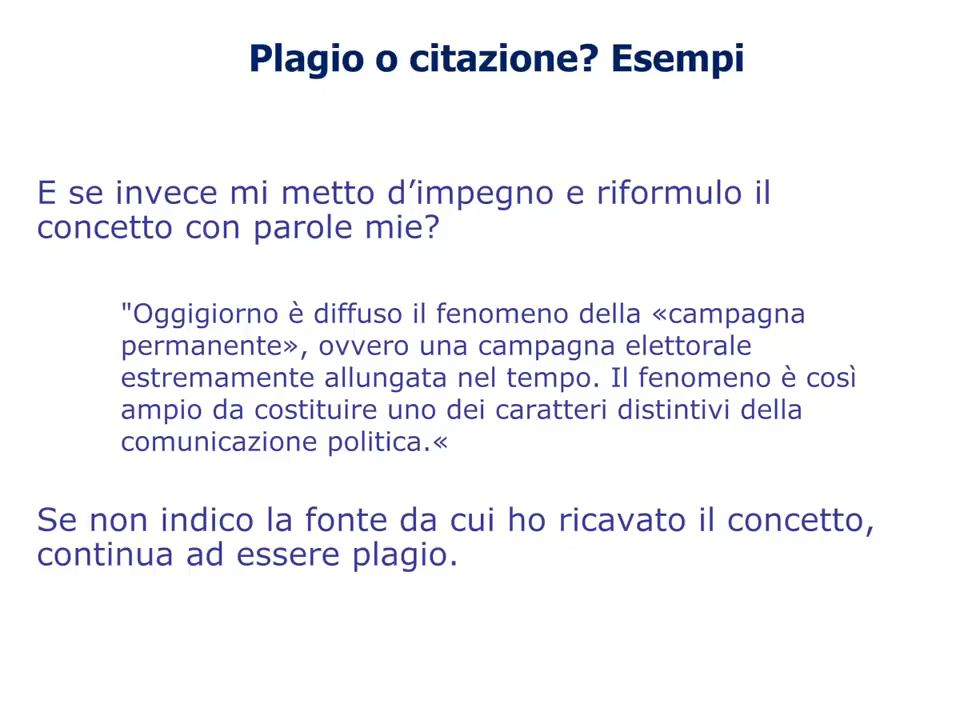 Plagio o citazione? Esempi
E se invece mi metto d’impegno e riformulo il
concetto con parole mie?
"Oggigiorno è diffuso il fenomeno della «campagna
permanente», ovvero una campagna elettorale
estremamente allungata nel tempo. Il fenomeno è così
ampio da costituire uno dei caratteri distintivi della
comunicazione politica.«
Se non indico la fonte da cui ho ricavato il concetto,
continua ad essere plagio.